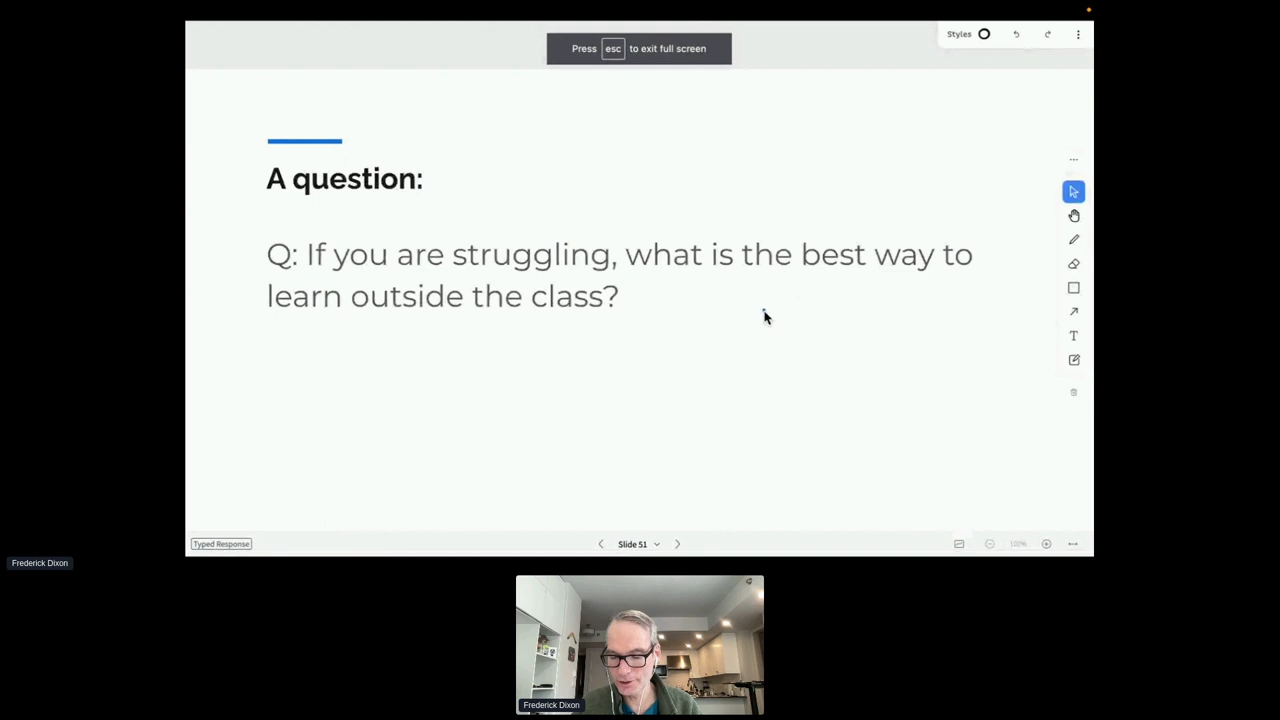 Press esc to exit full screen
Styles
A question:
Q: If you are struggling, what is the best way to
learn outside the class?
T
Typed Response
Slide 51
100%
Frederick Dixon
Frederick Dixon